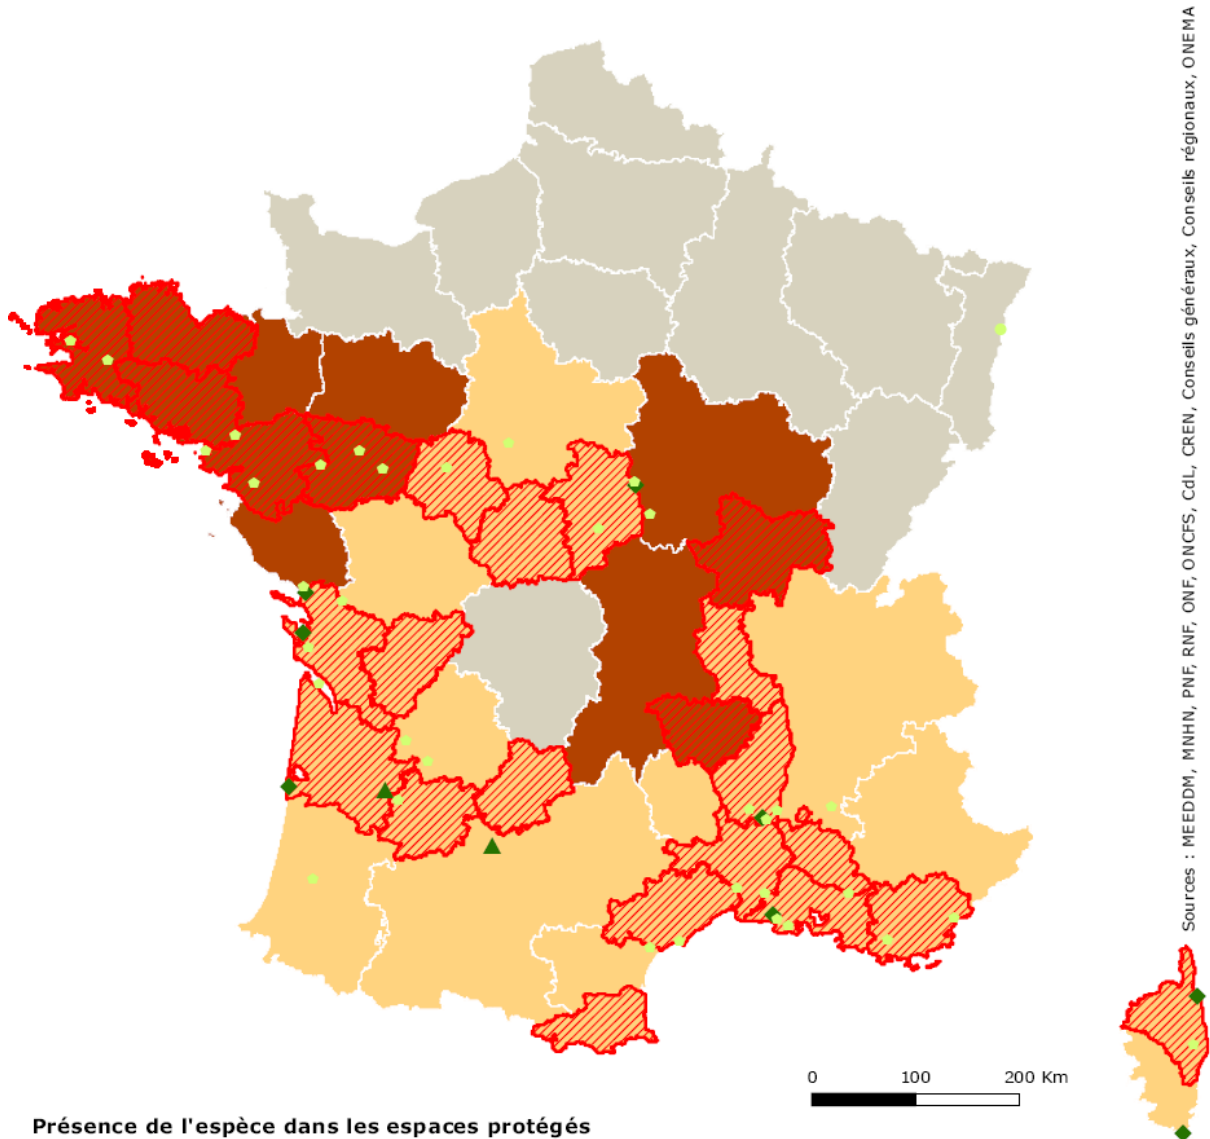 Sources : MEEDDM, MNHN, PNF, RNF, ONF, ONCFS, CdL, CREN, Conseils généraux, Conseils régionaux, ONEMA
0 100 200 Km
Présence de l'espèce dans les espaces protégés